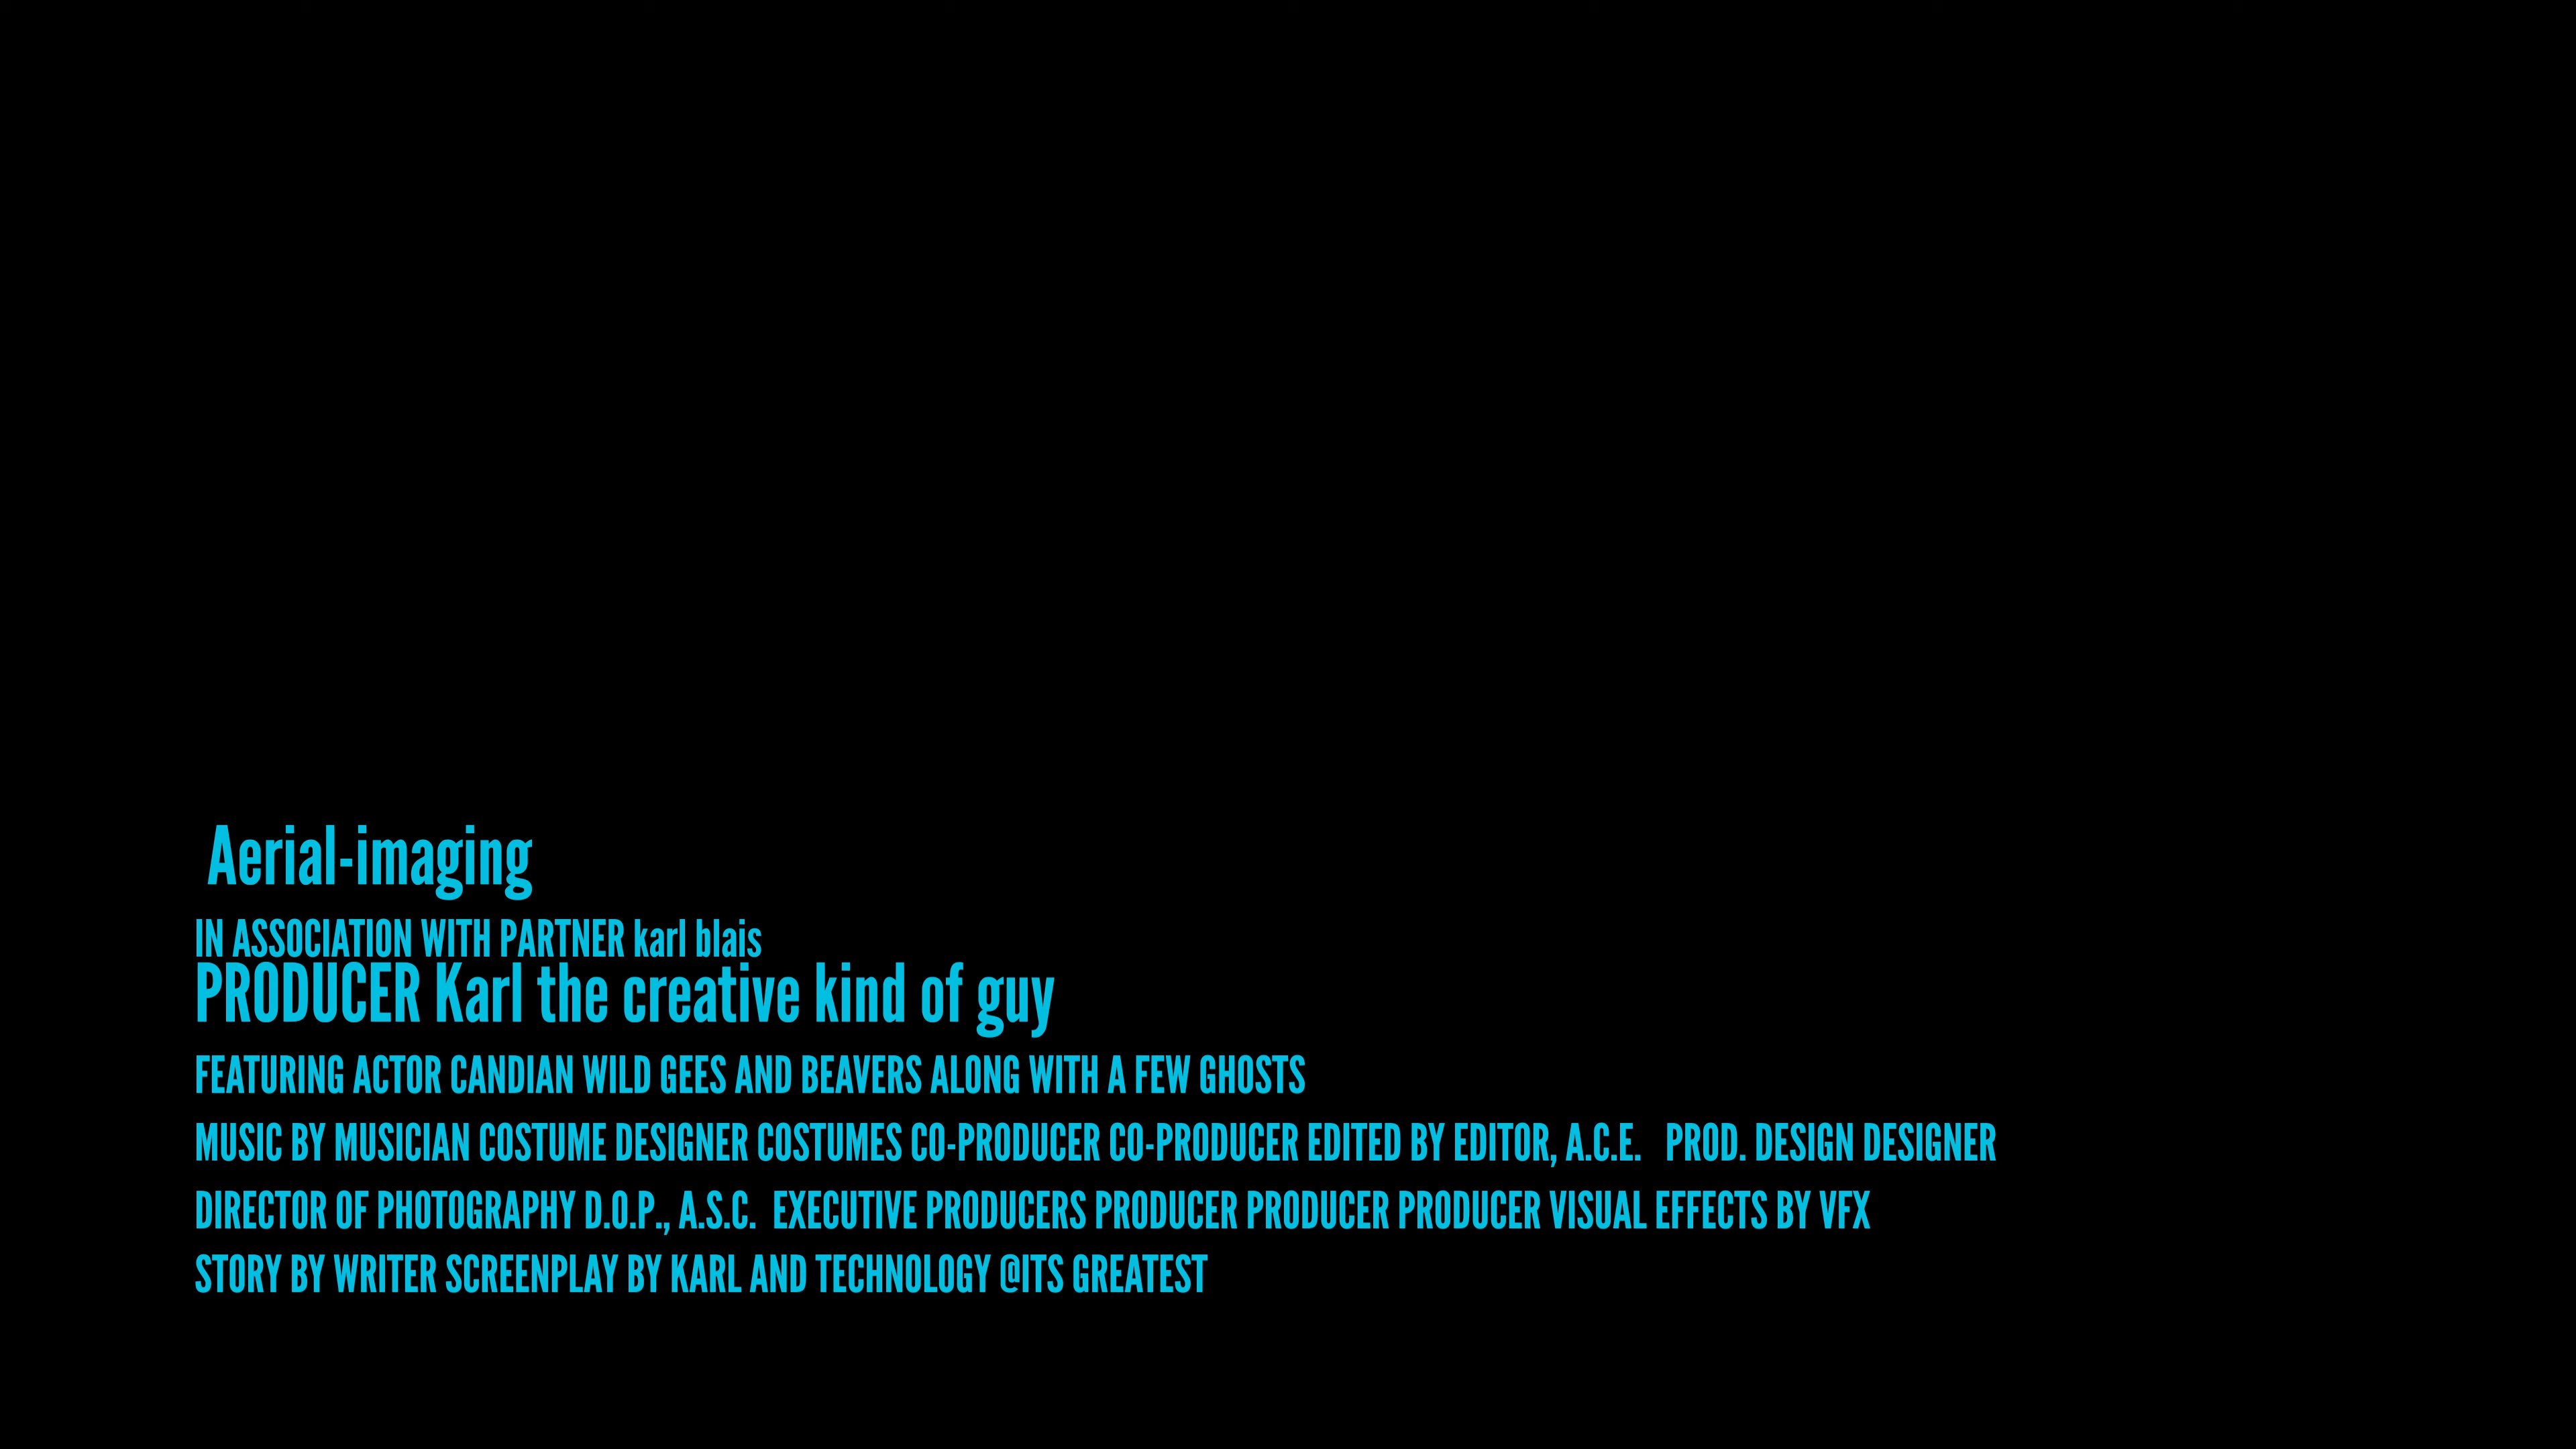 Aerial-imaging
IN ASSOCIATION WITH PARTNER karl blais
PRODUCER Karl the creative kind of guy
FEATURING ACTOR CANDIAN WILD GEES AND BEAVERS ALONG WITH A FEW GHOSTS
MUSIC BY MUSICIAN COSTUME DESIGNER COSTUMES CO-PRODUCER CO-PRODUCER EDITED BY EDITOR, A.C.E. PROD. DESIGN DESIGNER
DIRECTOR OF PHOTOGRAPHY D.O.P., A.S.C. EXECUTIVE PRODUCERS PRODUCER PRODUCER PRODUCER VISUAL EFFECTS BY VFX
STORY BY WRITER SCREENPLAY BY KARL AND TECHNOLOGY @ITS GREATEST